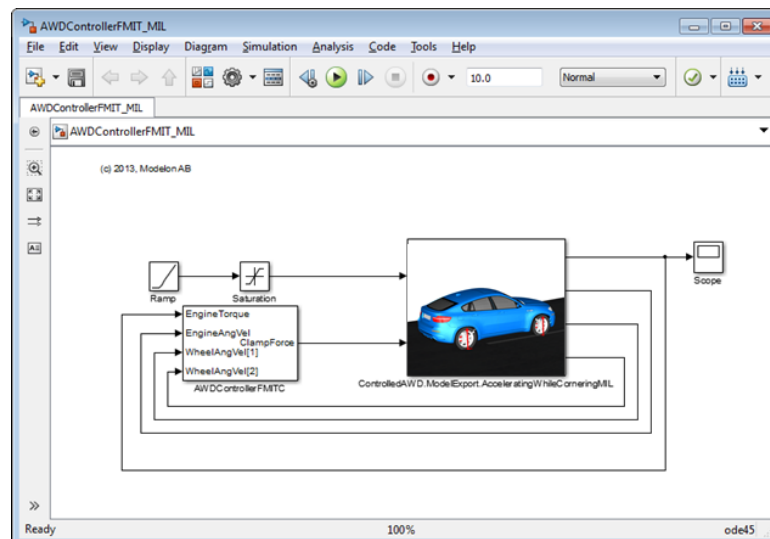 AWDControllerFMIT_MIL
File Edit View Display Diagram Simulation Analysis Code Tools Help
10.0 Normal
AWDControllerFMIT_MIL
AWDControllerFMIT_MIL
(c) 2013, Modelon AB
Ramp
Saturation
Scope
EngineTorque
EngineAngVel
ClampForce
WheelAngVel[1]
WheelAngVel[2]
AWDControllerFMITC
ControlledAWD.ModelExport.AcceleratingWhileCorneringMIL
Ready 100% ode45